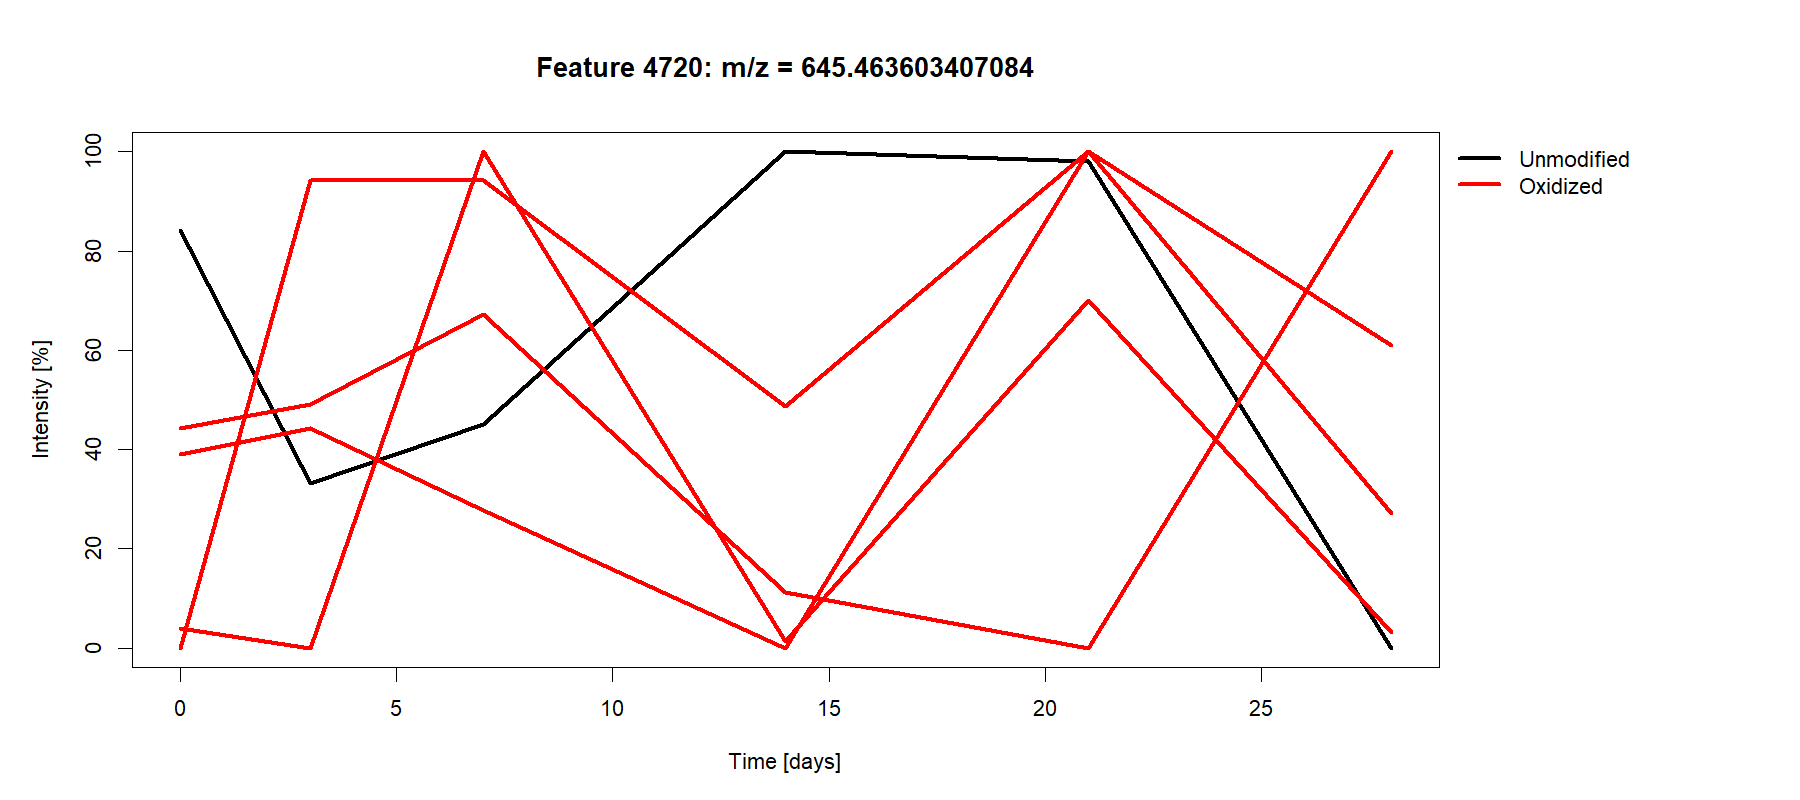 Feature 4720: m/z = 645.463603407084
Unmodified
Oxidized
Intensity [%]
100
80
60
40
20
0
0 5 10 15 20 25
Time [days]